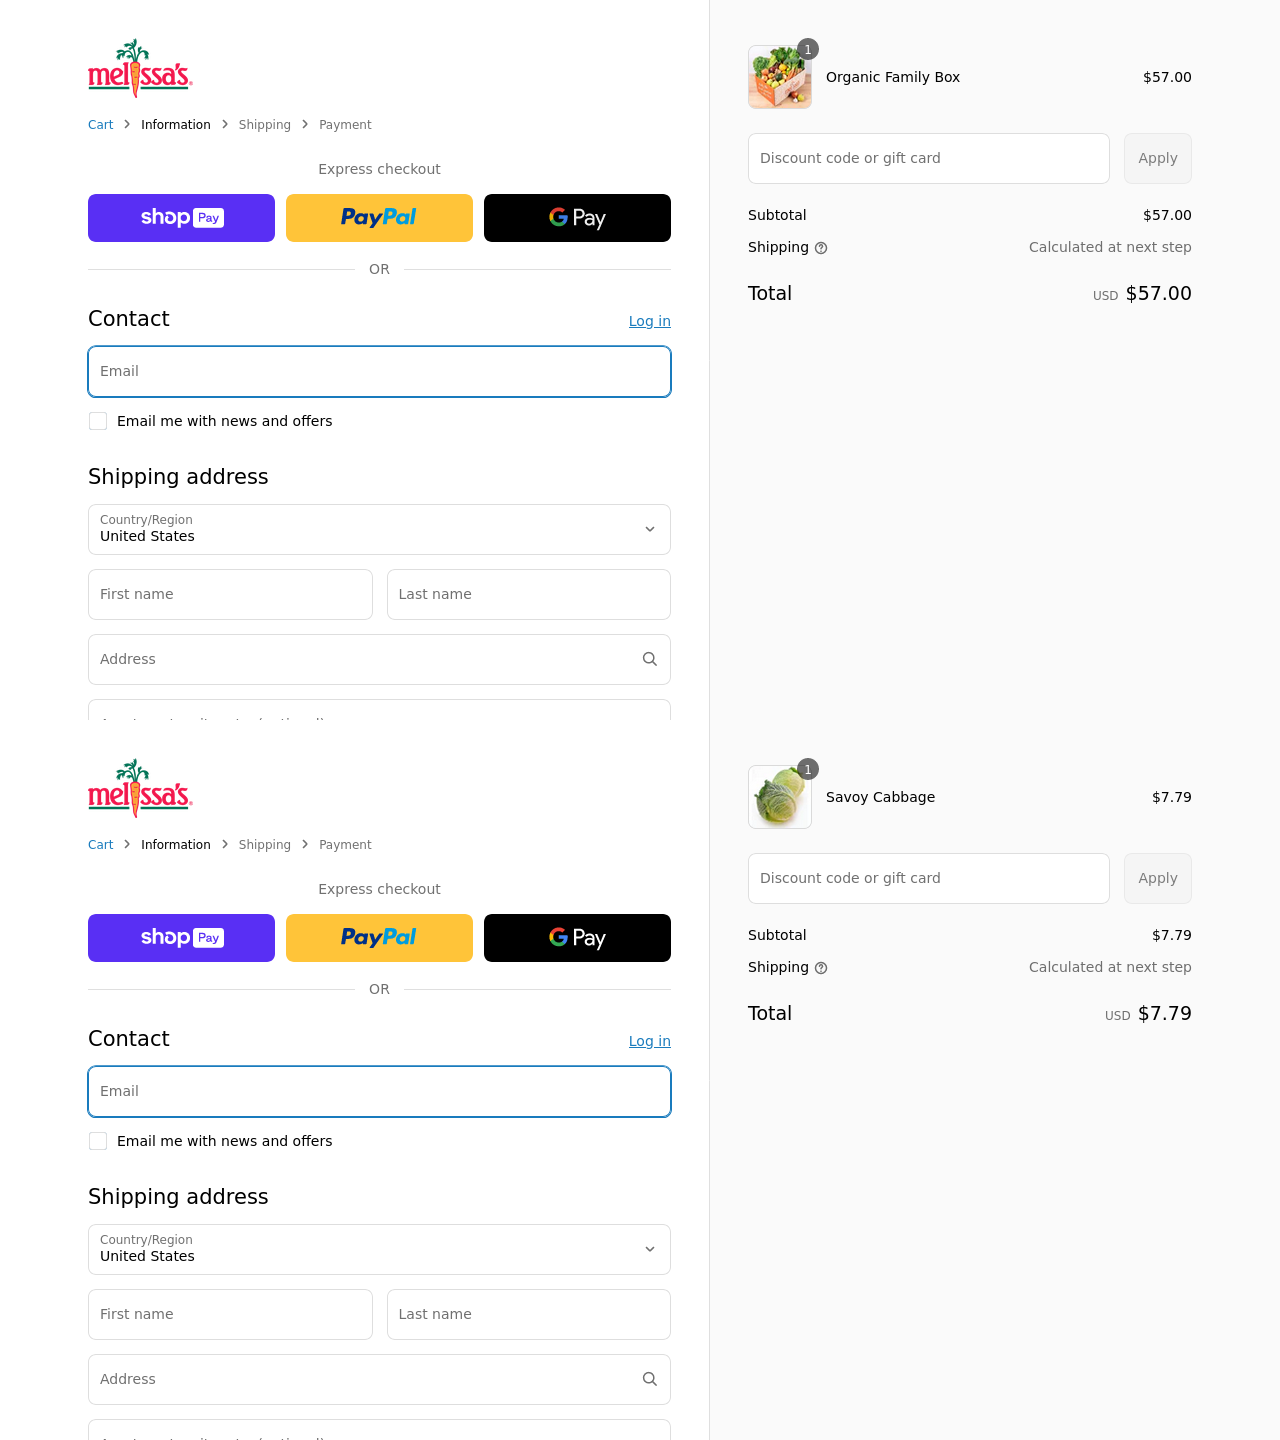 melissa's
Cart Information Shipping Payment
Express checkout
shop Pay PayPal G Pay
OR
Contact Log in
Email
Email me with news and offers
Shipping address
Country/Region
United States
First name Last name
Address
1
Organic Family Box $57.00
Discount code or gift card Apply
Subtotal $57.00
Shipping Calculated at next step
Total USD $57.00
melissa's
Cart Information Shipping Payment
Express checkout
shop Pay PayPal G Pay
OR
Contact Log in
Email
Email me with news and offers
Shipping address
Country/Region
United States
First name Last name
Address
1
Savoy Cabbage $7.79
Discount code or gift card Apply
Subtotal $7.79
Shipping Calculated at next step
Total USD $7.79